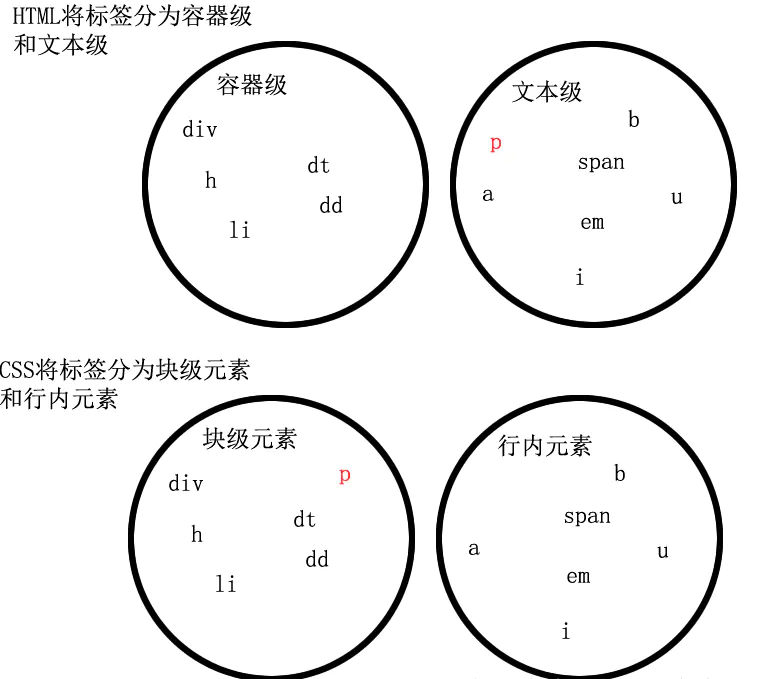 HTML将标签分为容器级
和文本级
容器级
div
h
li
dt
dd
文本级
p
b
span
a
u
em
i
CSS将标签分为块级元素
和行内元素
块级元素
div
p
h
dt
dd
li
行内元素
b
span
a
u
em
i